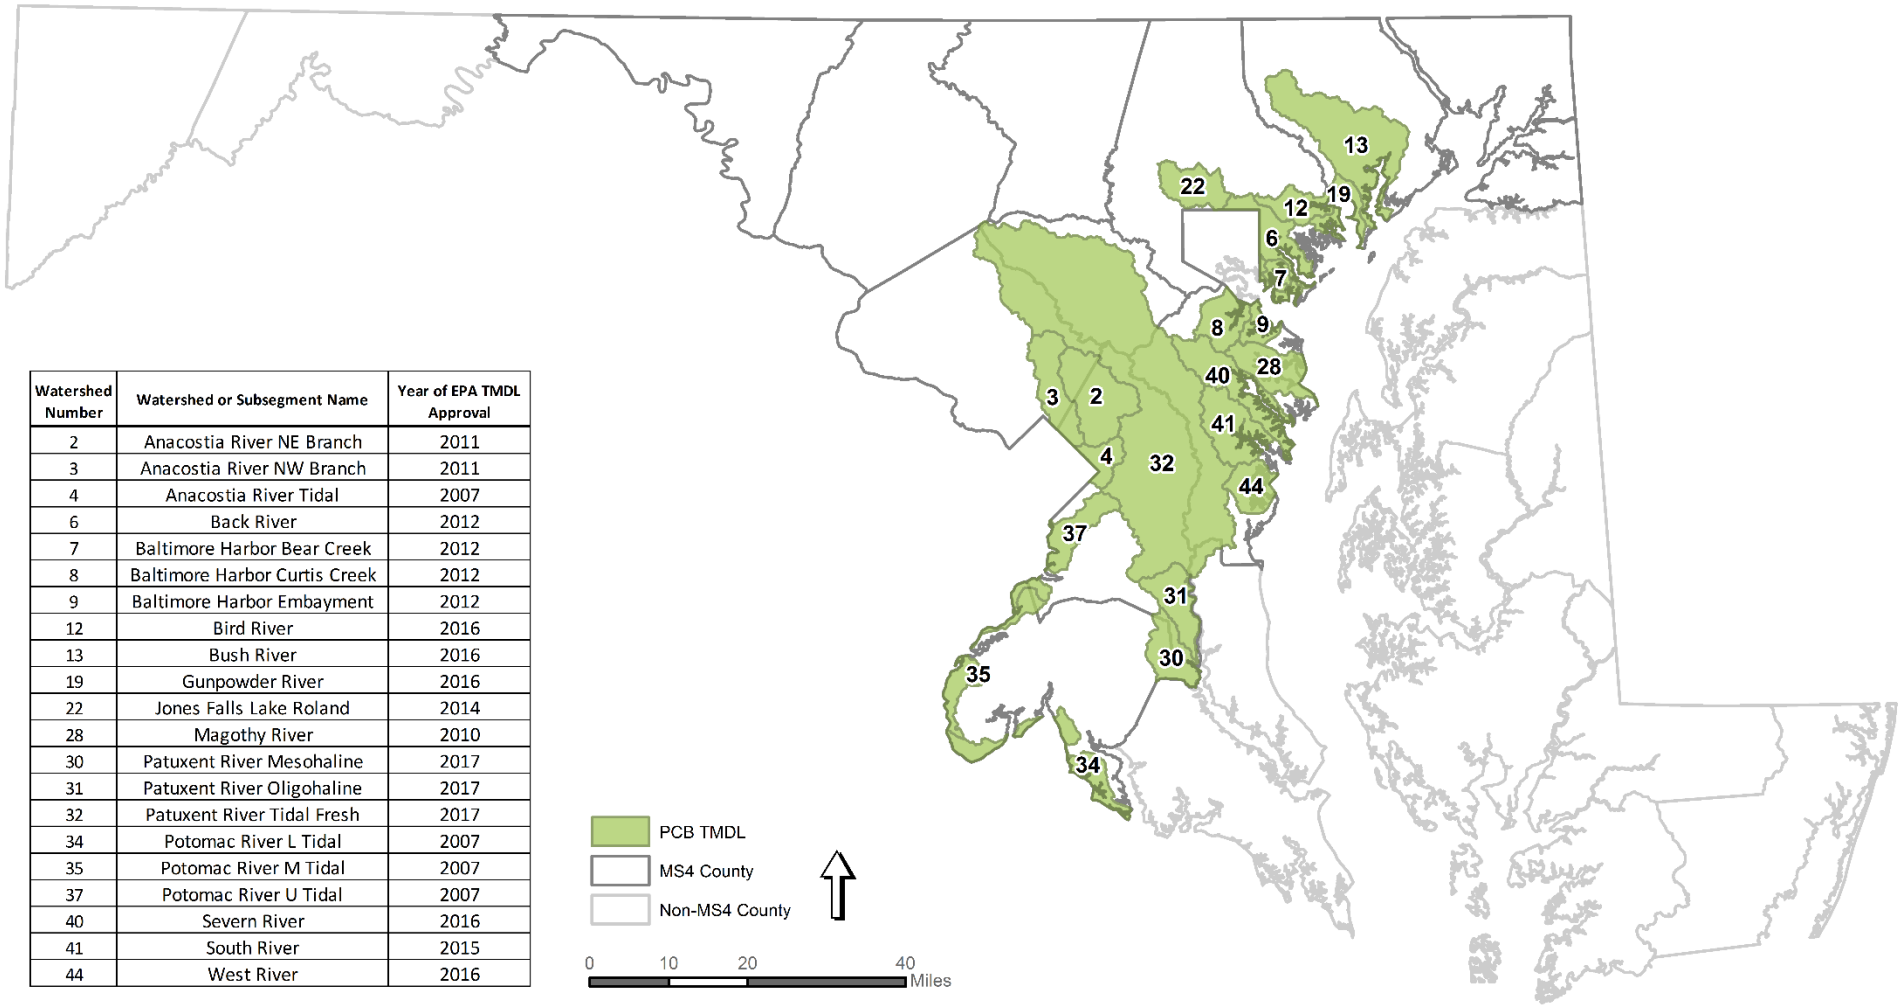 13
22
19
12
6
7
8
9
28
40
3
2
41
4
32
44
37
31
30
35
34
Watershed Number Watershed or Subsegment Name Year of EPA TMDL Approval
2 Anacostia River NE Branch 2011
3 Anacostia River NW Branch 2011
4 Anacostia River Tidal 2007
6 Back River 2012
7 Baltimore Harbor Bear Creek 2012
8 Baltimore Harbor Curtis Creek 2012
9 Baltimore Harbor Embayment 2012
12 Bird River 2016
13 Bush River 2016
19 Gunpowder River 2016
22 Jones Falls Lake Roland 2014
28 Magothy River 2010
30 Patuxent River Mesohaline 2017
31 Patuxent River Oligohaline 2017
32 Patuxent River Tidal Fresh 2017
34 Potomac River L Tidal 2007
35 Potomac River M Tidal 2007
37 Potomac River U Tidal 2007
40 Severn River 2016
41 South River 2015
44 West River 2016
PCB TMDL
MS4 County
Non-MS4 County
0 10 20 40
Miles